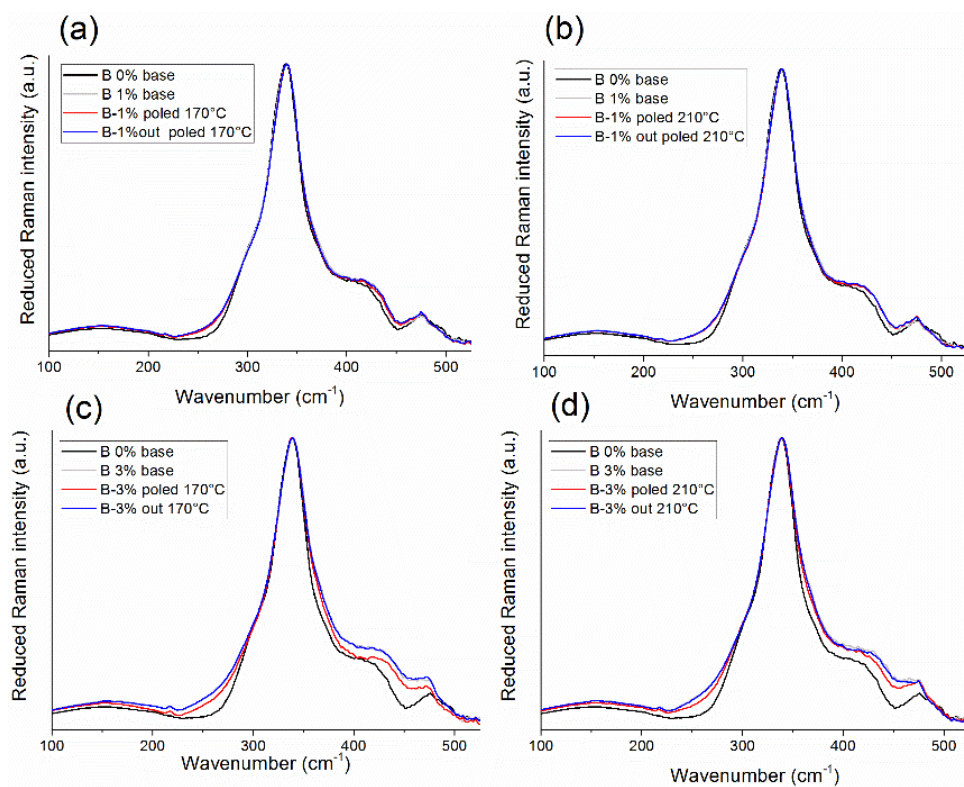 (a)
B 0% base
B 1% base
B-1% poled 170°C
B-1%out poled 170°C
Reduced Raman intensity (a.u.)
100 200 300 400 500
Wavenumber (cm-1)
(b)
B 0% base
B 1% base
B-1% poled 210°C
B-1% out poled 210°C
Reduced Raman intensity (a.u.)
100 200 300 400 500
Wavenumber (cm-1)
(c)
B 0% base
B 3% base
B-3% poled 170°C
B-3% out 170°C
Reduced Raman intensity (a.u.)
100 200 300 400 500
Wavenumber (cm-1)
(d)
B 0% base
B 3% base
B-3% poled 210°C
B-3% out 210°C
Reduced Raman intensity (a.u.)
100 200 300 400 500
Wavenumber (cm-1)